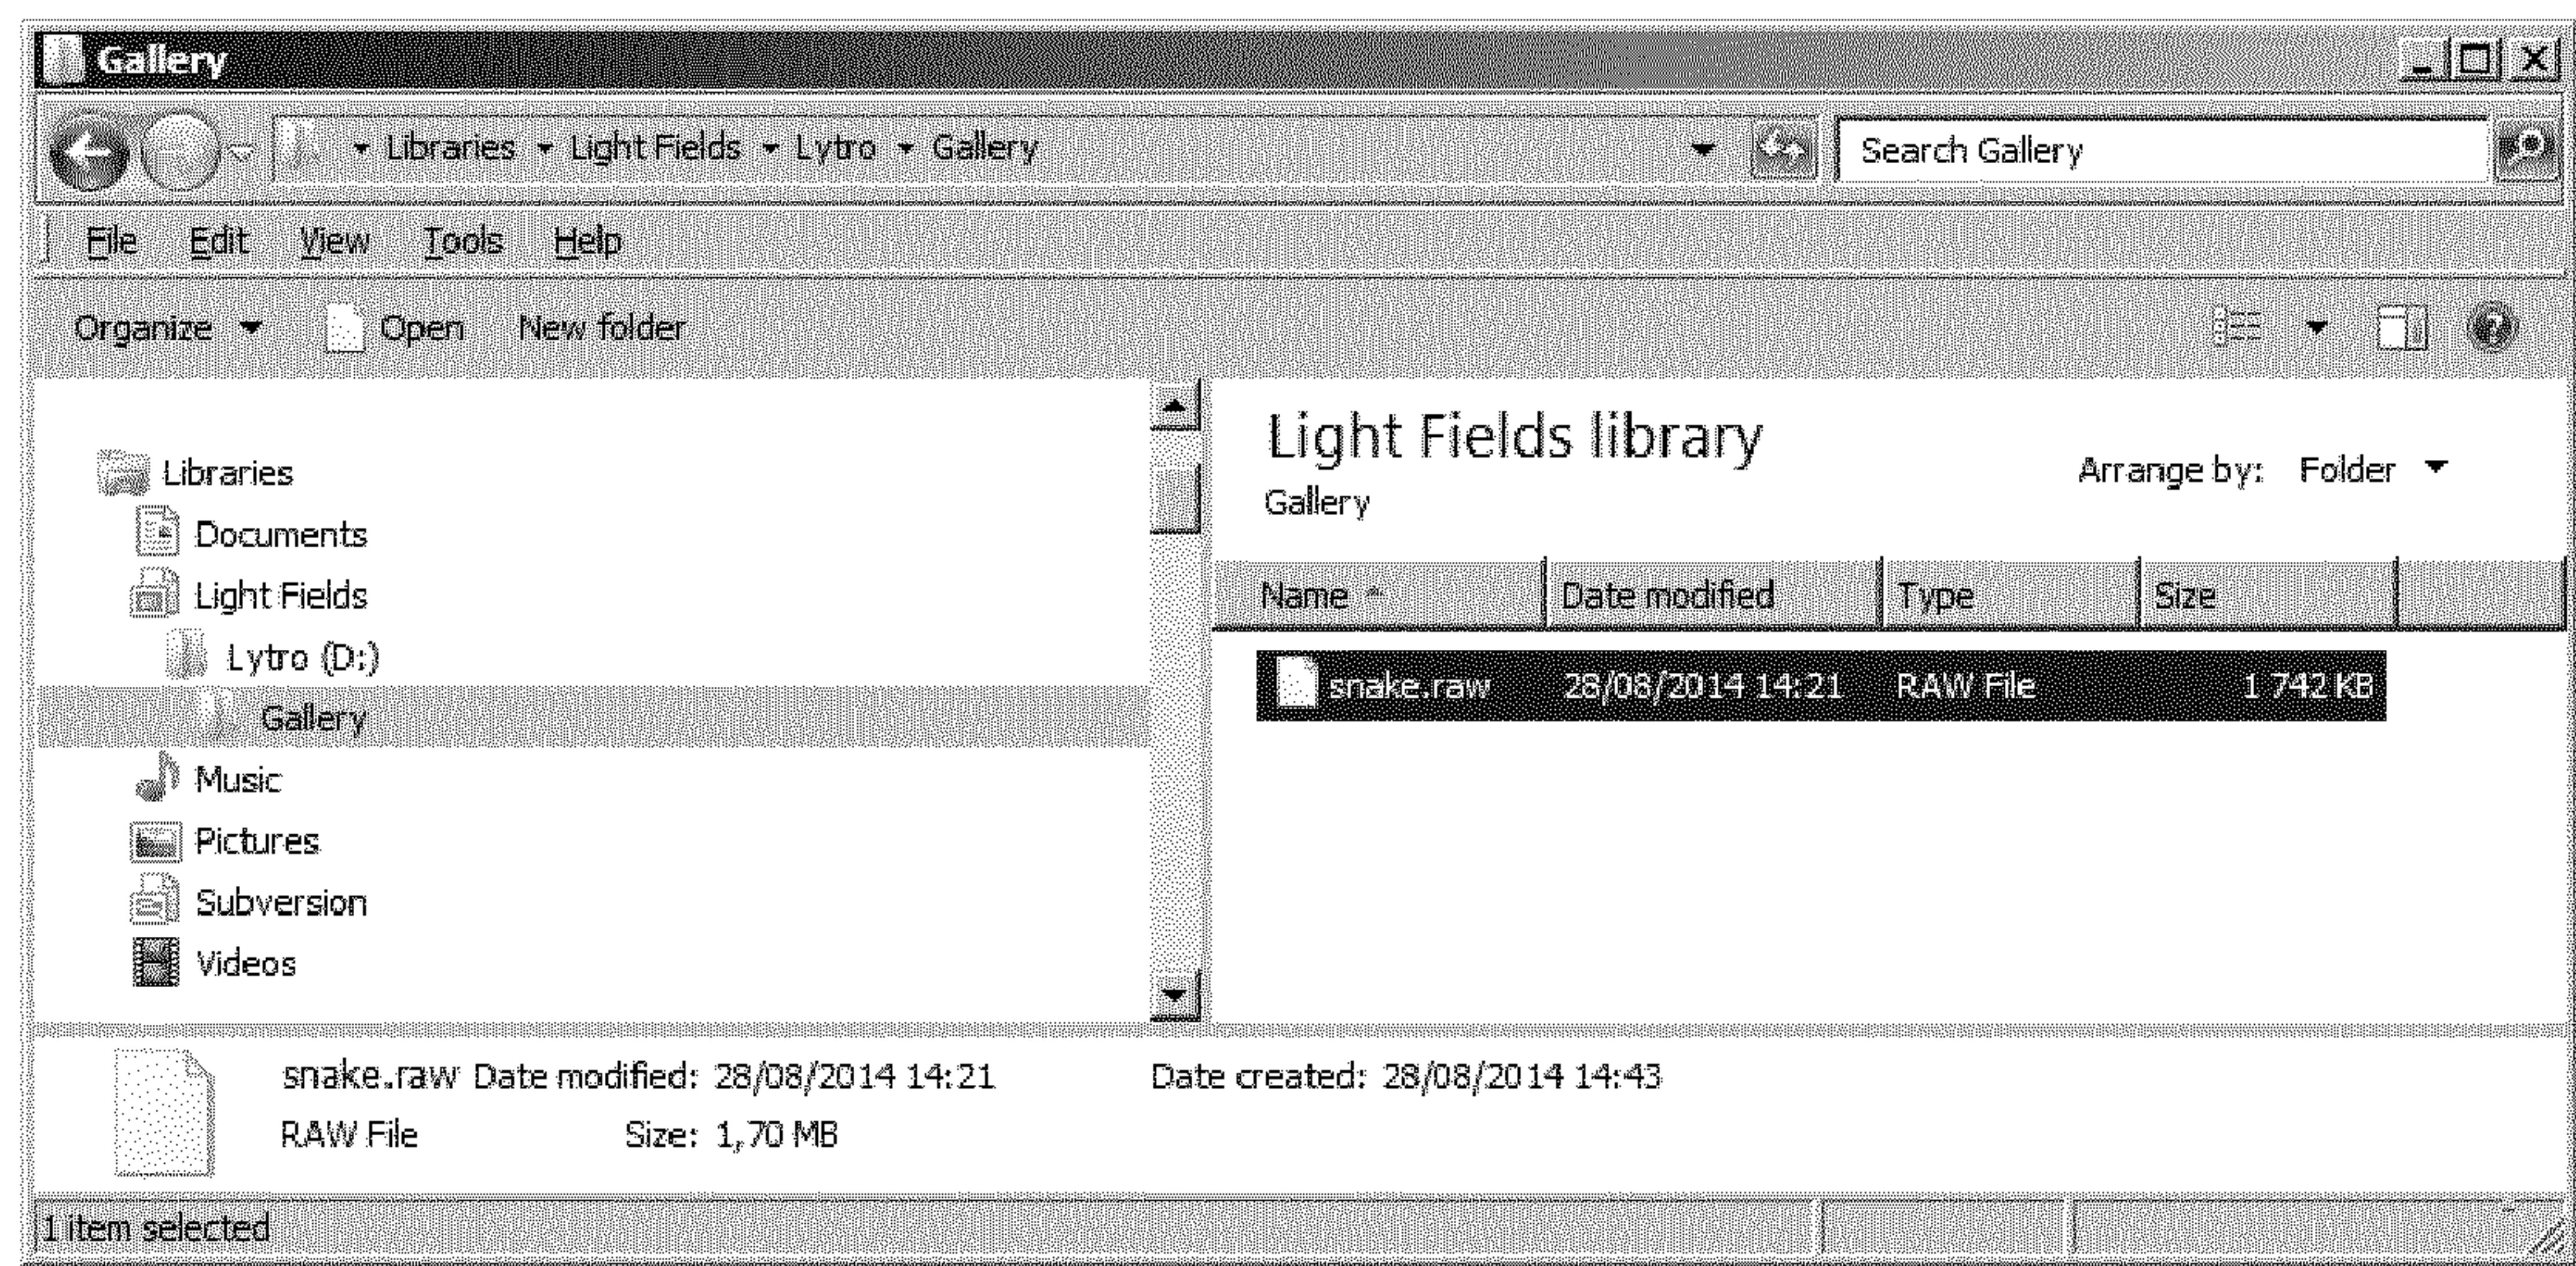 Gallery
Libraries Light Fields Lytro Gallery
Search Gallery
File Edit View Tools Help
Organize Open New folder
Libraries
Documents
Light Fields
Lytro (D:)
Gallery
Music
Pictures
Subversion
Videos
Light Fields library
Gallery
Arrange by: Folder
Name Date modified Type Size
snake.raw 28/08/2014 14:21 RAW File 1 742 KB
snake.raw Date modified: 28/08/2014 14:21 Date created: 28/08/2014 14:43
RAW File Size: 1,70 MB
1 item selected